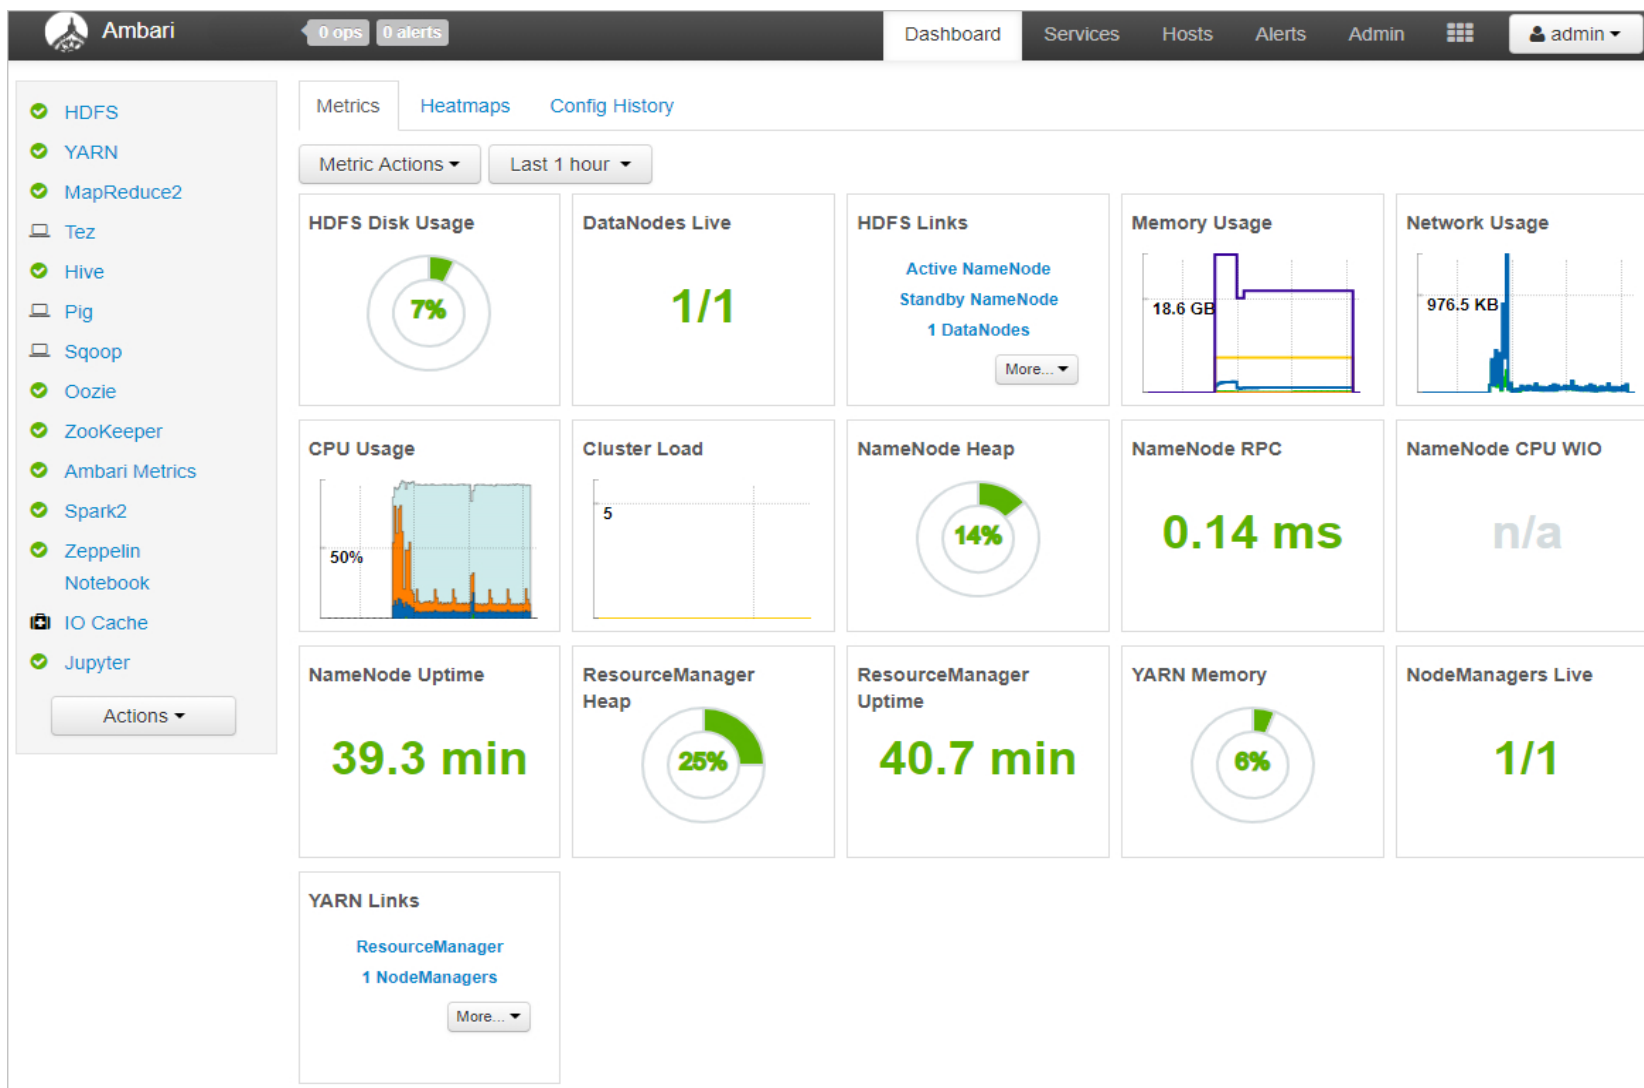 Ambari
0 ops
0 alerts
Dashboard
Services
Hosts
Alerts
Admin
admin
HDFS
YARN
MapReduce2
Tez
Hive
Pig
Sqoop
Oozie
ZooKeeper
Ambari Metrics
Spark2
Zeppelin
Notebook
IO Cache
Jupyter
Actions
Metrics
Heatmaps
Config History
Metric Actions
Last 1 hour
HDFS Disk Usage
7%
DataNodes Live
1/1
HDFS Links
Active NameNode
Standby NameNode
1 DataNodes
More...
Memory Usage
18.6 GB
Network Usage
976.5 KB
CPU Usage
50%
Cluster Load
5
NameNode Heap
14%
NameNode RPC
0.14 ms
NameNode CPU WIO
n/a
NameNode Uptime
39.3 min
ResourceManager
Heap
25%
ResourceManager
Uptime
40.7 min
YARN Memory
6%
NodeManagers Live
1/1
YARN Links
ResourceManager
1 NodeManagers
More...